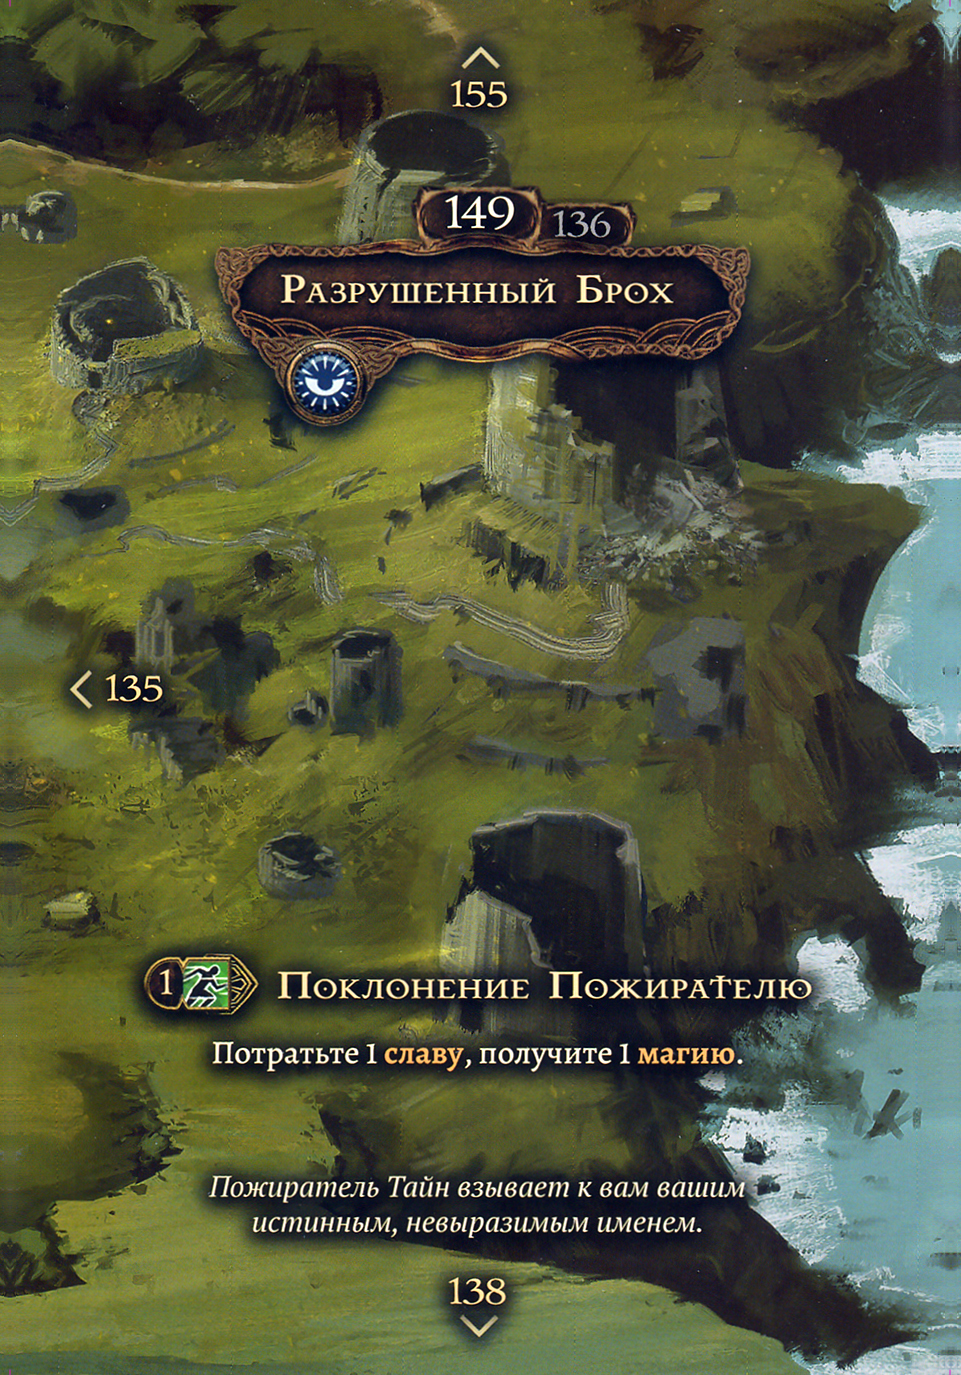 155
149 136
Разрушенный Брох
135
1 Поклонение Пожирателю
Потратьте 1 славу, получите 1 магию.
Пожиратель Тайн взывает к вам вашим
истинным, невыразимым именем.
138